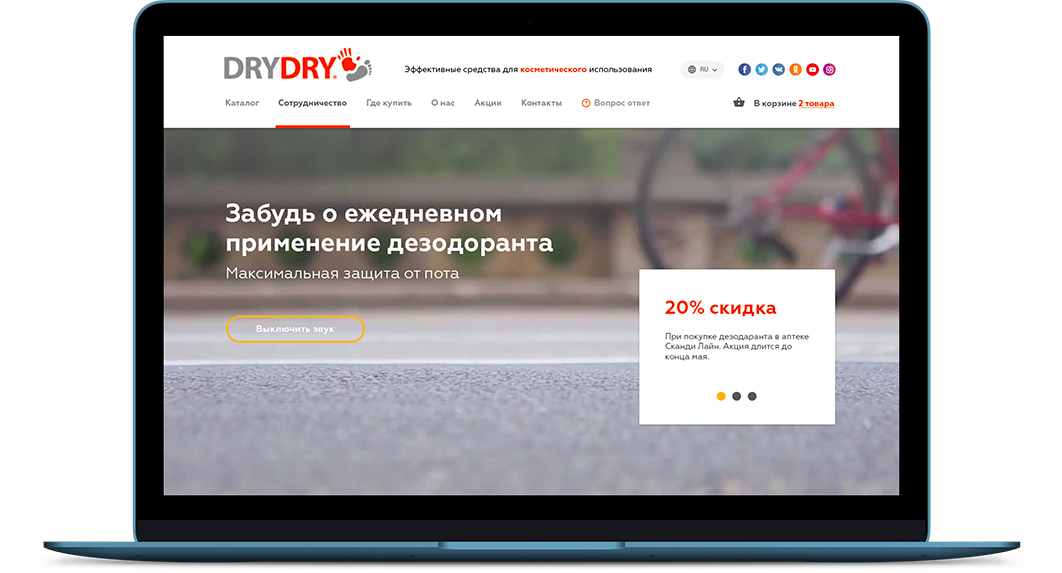 DRYDRY
Эффективные средства для косметического использования
RU
Каталог Сотрудничество Где купить О нас Акции Контакты Вопрос ответ
В корзине 2 товара
Забудь о ежедневном
применение дезодоранта
Максимальная защита от пота
Выключить звук
20% скидка
При покупке дезодаранта в аптеке
Сканди Лайн. Акция длится до
конца мая.